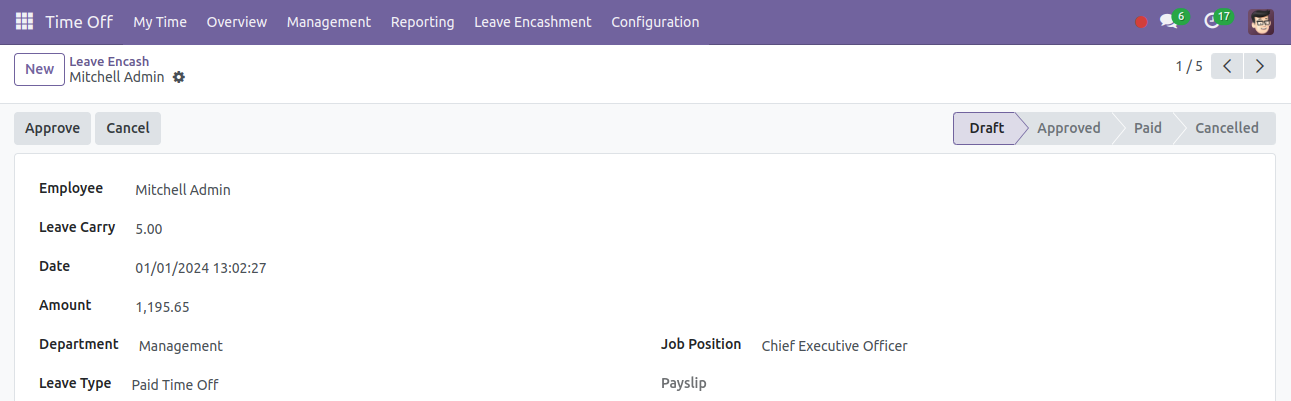 Time Off My Time Overview Management Reporting Leave Encashment Configuration 6 17
New Leave Encash
Mitchell Admin 1 / 5
Approve Cancel Draft Approved Paid Cancelled
Employee Mitchell Admin
Leave Carry 5.00
Date 01/01/2024 13:02:27
Amount 1,195.65
Department Management Job Position Chief Executive Officer
Leave Type Paid Time Off Payslip